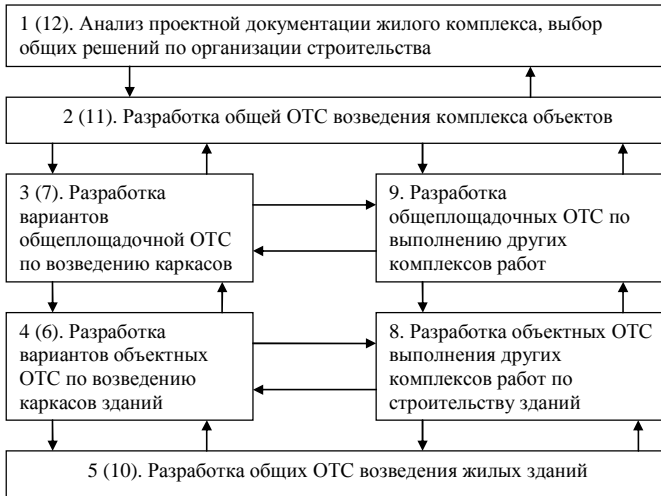 1 (12). Анализ проектной документации жилого комплекса, выбор
общих решений по организации строительства
2 (11). Разработка общей ОТС возведения комплекса объектов
3 (7). Разработка
вариантов
общеплощадочной ОТС
по возведению каркасов
9. Разработка
общеплощадочных ОТС по
выполнению других
комплексов работ
4 (6). Разработка
вариантов объектных
ОТС по возведению
каркасов зданий
8. Разработка объектных ОТС
выполнения других
комплексов работ по
строительству зданий
5 (10). Разработка общих ОТС возведения жилых зданий